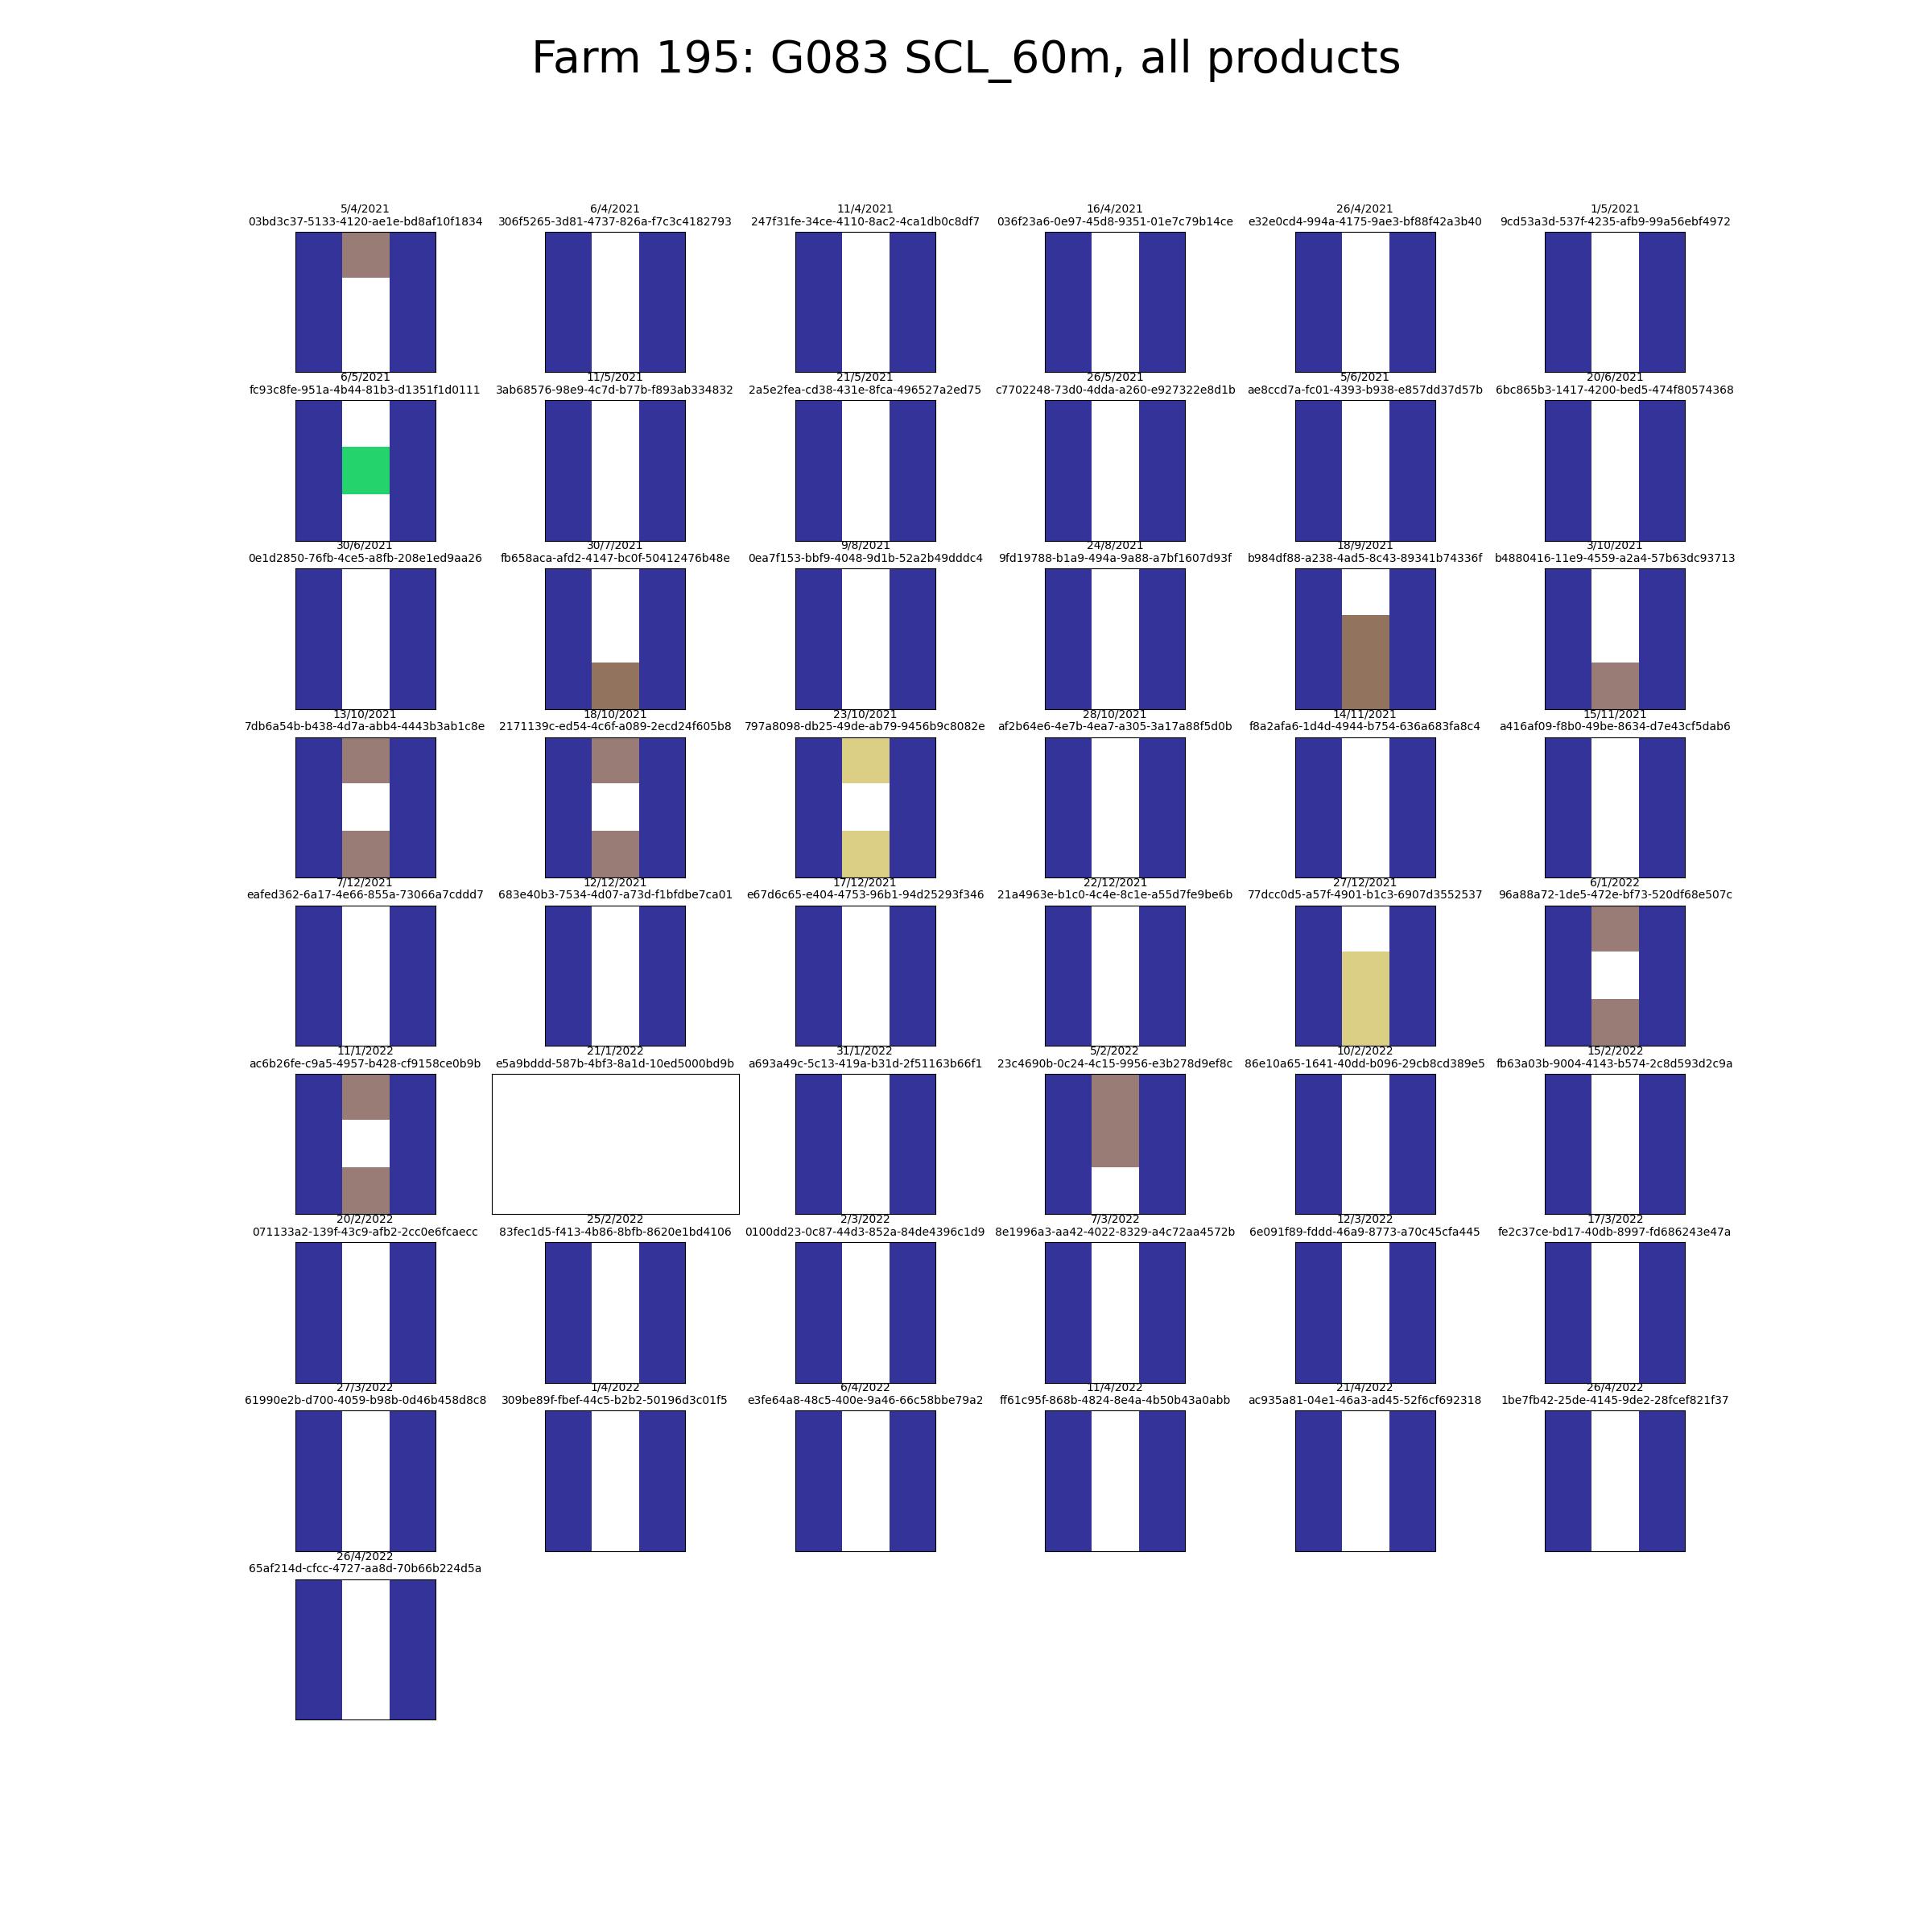 Farm 195: G083 SCL_60m, all products
5/4/2021
03bd3c37-5133-4120-ae1e-bd8af10f1834
6/4/2021
306f5265-3d81-4737-826a-f7c3c4182793
11/4/2021
247f31fe-34ce-4110-8ac2-4ca1db0c8df7
16/4/2021
036f23a6-0e97-45d8-9351-01e7c79b14ce
26/4/2021
e32e0cd4-994a-4175-9ae3-bf88f42a3b40
1/5/2021
9cd53a3d-537f-4235-afb9-99a56ebf4972
6/5/2021
fc93c8fe-951a-4b44-81b3-d1351f1d0111
11/5/2021
3ab68576-98e9-4c7d-b77b-f893ab334832
21/5/2021
2a5e2fea-cd38-431e-8fca-496527a2ed75
26/5/2021
c7702248-73d0-4dda-a260-e927322e8d1b
5/6/2021
ae8ccd7a-fc01-4393-b938-e857dd37d57b
20/6/2021
6bc865b3-1417-4200-bed5-474f80574368
30/6/2021
0e1d2850-76fb-4ce5-a8fb-208e1ed9aa26
30/7/2021
fb658aca-afd2-4147-bc0f-50412476b48e
9/8/2021
0ea7f153-bbf9-4048-9d1b-52a2b49dddc4
24/8/2021
9fd19788-b1a9-494a-9a88-a7bf1607d93f
18/9/2021
b984df88-a238-4ad5-8c43-89341b74336f
3/10/2021
b4880416-11e9-4559-a2a4-57b63dc93713
13/10/2021
7db6a54b-b438-4d7a-abb4-4443b3ab1c8e
18/10/2021
2171139c-ed54-4c6f-a089-2ecd24f605b8
23/10/2021
797a8098-db25-49de-ab79-9456b9c8082e
28/10/2021
af2b64e6-4e7b-4ea7-a305-3a17a88f5d0b
14/11/2021
f8a2afa6-1d4d-4944-b754-636a683fa8c4
15/11/2021
a416af09-f8b0-49be-8634-d7e43cf5dab6
7/12/2021
eafed362-6a17-4e66-855a-73066a7cddd7
12/12/2021
683e40b3-7534-4d07-a73d-f1bfdbe7ca01
17/12/2021
e67d6c65-e404-4753-96b1-94d25293f346
22/12/2021
21a4963e-b1c0-4c4e-8c1e-a55d7fe9be6b
27/12/2021
77dcc0d5-a57f-4901-b1c3-6907d3552537
6/1/2022
96a88a72-1de5-472e-bf73-520df68e507c
11/1/2022
ac6b26fe-c9a5-4957-b428-cf9158ce0b9b
21/1/2022
e5a9bddd-587b-4bf3-8a1d-10ed5000bd9b
31/1/2022
a693a49c-5c13-419a-b31d-2f51163b66f1
5/2/2022
23c4690b-0c24-4c15-9956-e3b278d9ef8c
10/2/2022
86e10a65-1641-40dd-b096-29cb8cd389e5
15/2/2022
fb63a03b-9004-4143-b574-2c8d593d2c9a
20/2/2022
071133a2-139f-43c9-afb2-2cc0e6fcaecc
25/2/2022
83fec1d5-f413-4b86-8bfb-8620e1bd4106
2/3/2022
0100dd23-0c87-44d3-852a-84de4396c1d9
7/3/2022
8e1996a3-aa42-4022-8329-a4c72aa4572b
12/3/2022
6e091f89-fddd-46a9-8773-a70c45cfa445
17/3/2022
fe2c37ce-bd17-40db-8997-fd686243e47a
27/3/2022
61990e2b-d700-4059-b98b-0d46b458d8c8
1/4/2022
309be89f-fbef-44c5-b2b2-50196d3c01f5
6/4/2022
e3fe64a8-48c5-400e-9a46-66c58bbe79a2
11/4/2022
ff61c95f-868b-4824-8e4a-4b50b43a0abb
21/4/2022
ac935a81-04e1-46a3-ad45-52f6cf692318
26/4/2022
1be7fb42-25de-4145-9de2-28fcef821f37
26/4/2022
65af214d-cfcc-4727-aa8d-70b66b224d5a